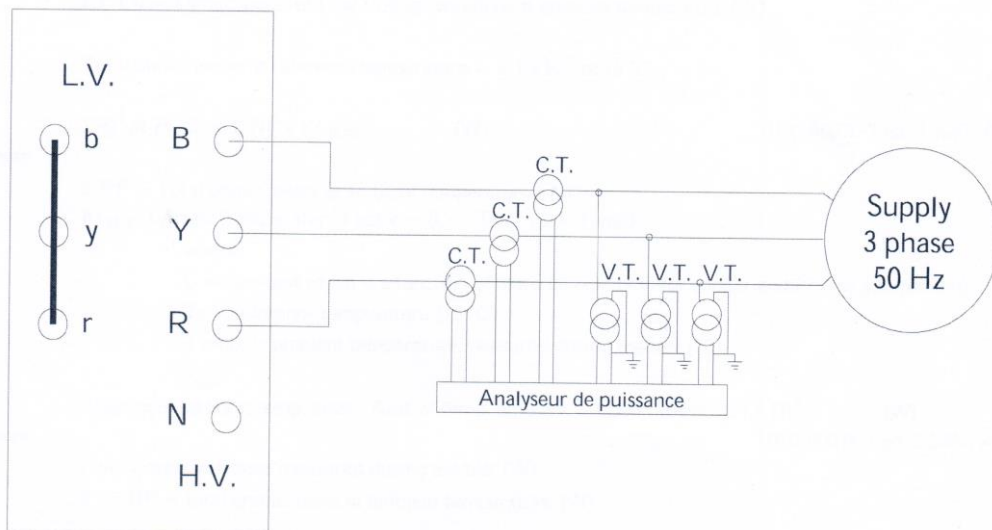 L.V.
b B
y Y
r R
N
H.V.
C.T.
C.T.
C.T.
V.T. V.T. V.T.
Supply
3 phase
50 Hz
Analyseur de puissance